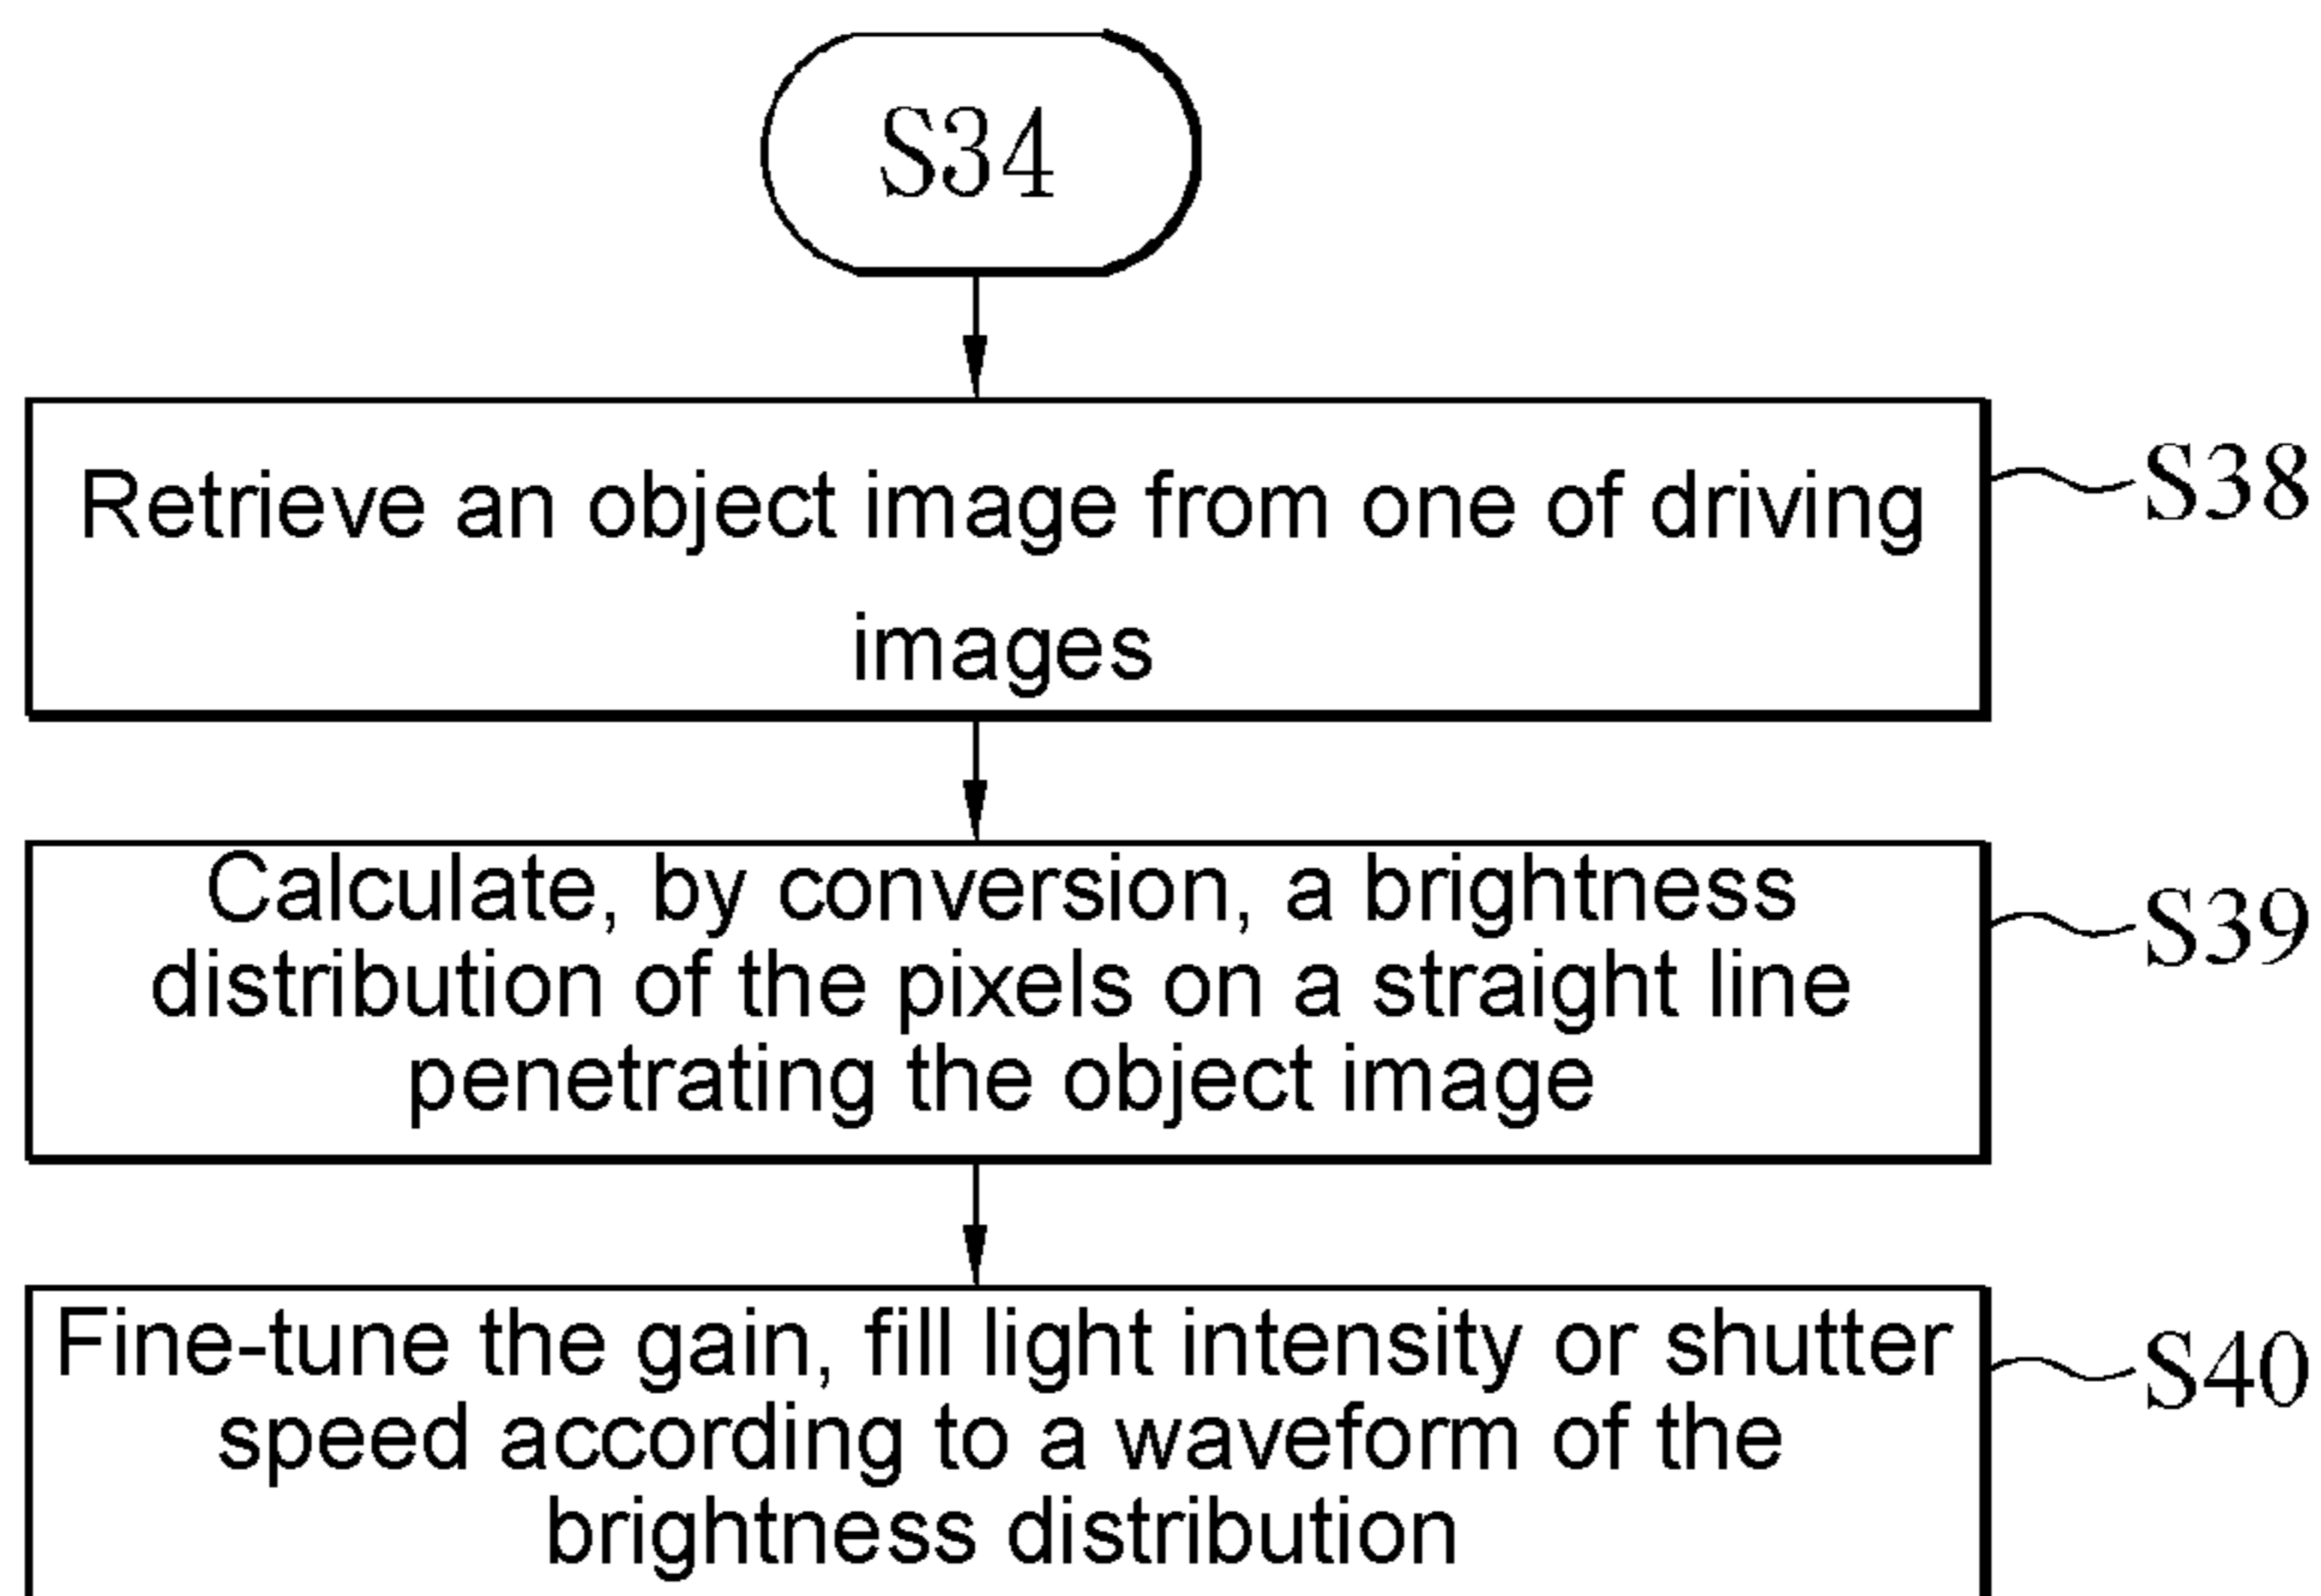 S34
Retrieve an object image from one of driving
images
S38
Calculate, by conversion, a brightness
distribution of the pixels on a straight line
penetrating the object image
S39
Fine-tune the gain, fill light intensity or shutter
speed according to a waveform of the
brightness distribution
S40